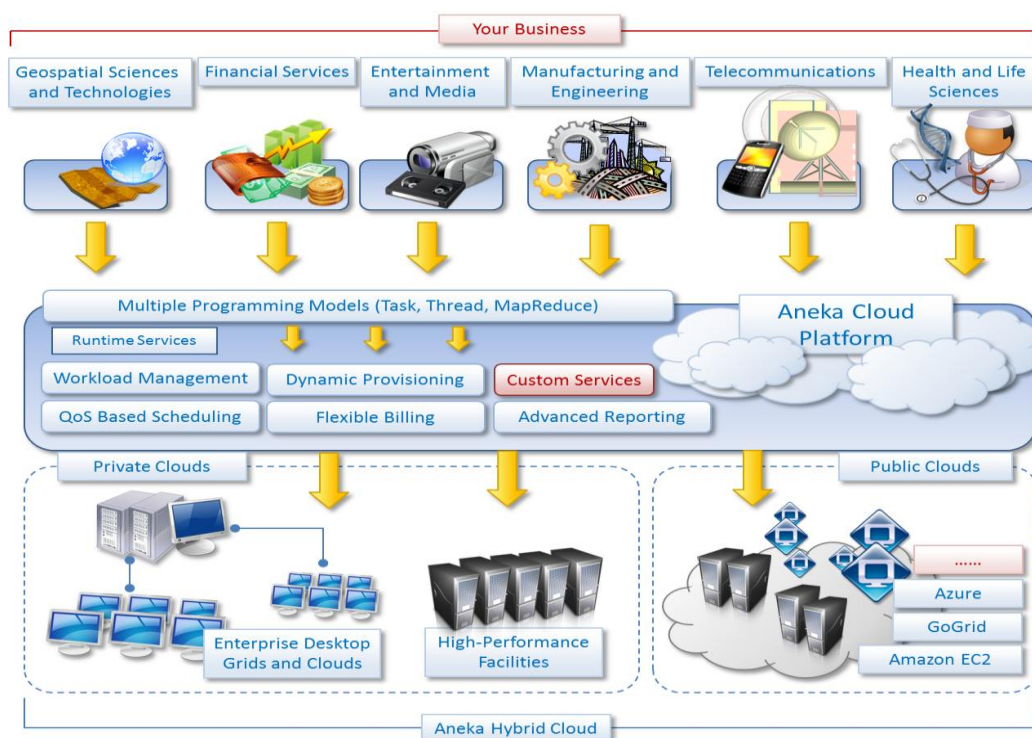 Your Business
Geospatial Sciences
and Technologies
Financial Services
Entertainment
and Media
Manufacturing and
Engineering
Telecommunications
Health and Life
Sciences
Multiple Programming Models (Task, Thread, MapReduce)
Aneka Cloud
Platform
Runtime Services
Workload Management
Dynamic Provisioning
Custom Services
QoS Based Scheduling
Flexible Billing
Advanced Reporting
Private Clouds
Public Clouds
Enterprise Desktop
Grids and Clouds
High-Performance
Facilities
......
Azure
GoGrid
Amazon EC2
Aneka Hybrid Cloud